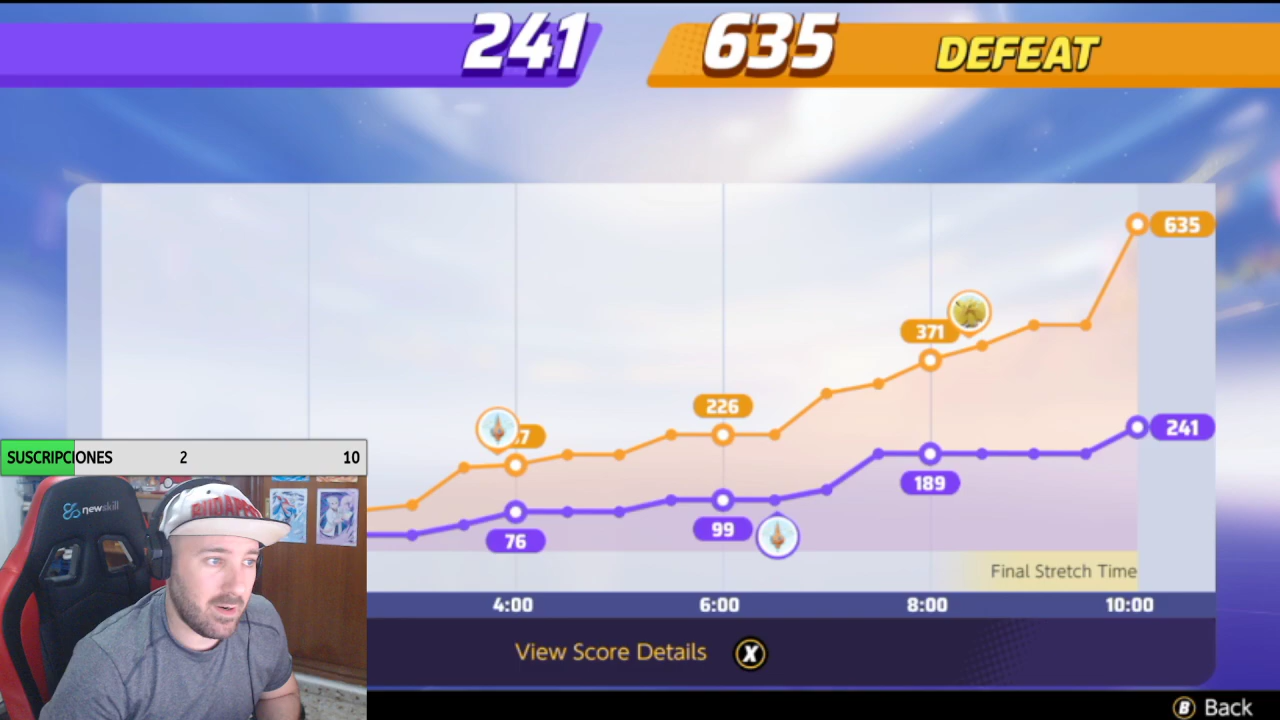 241 635 DEFEAT
635
371
226
7
241
189
99
76
SUSCRIPCIONES 2 10
newskill
Final Stretch Time
4:00 6:00 8:00 10:00
View Score Details X
B Back